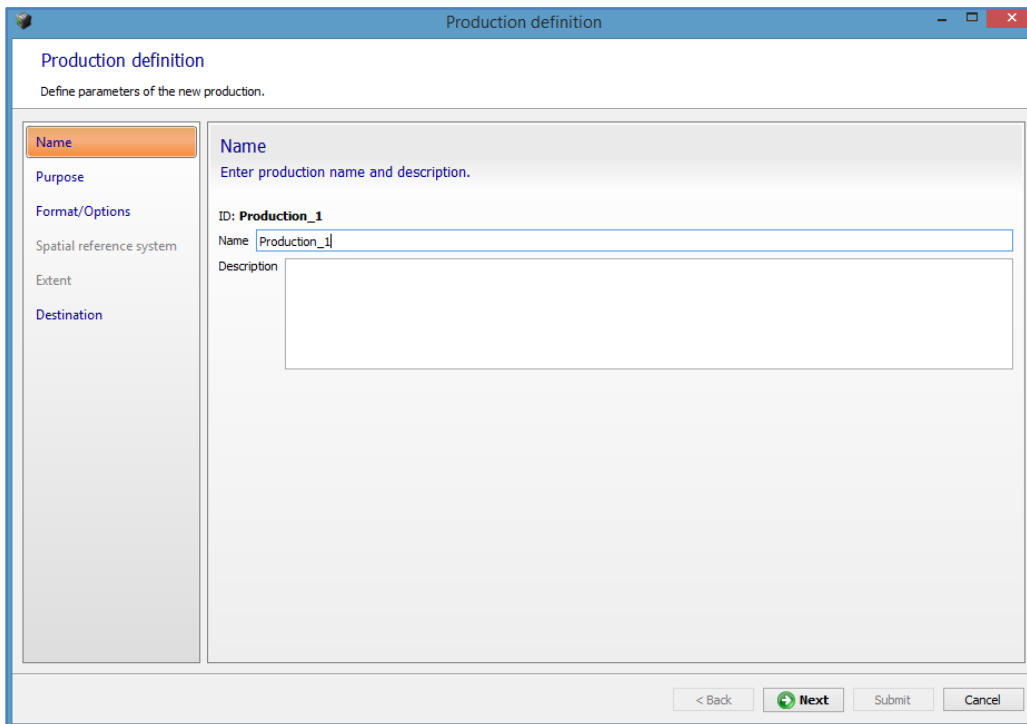 Production definition
Production definition
Define parameters of the new production.
Name
Purpose
Format/Options
Spatial reference system
Extent
Destination
Name
Enter production name and description.
ID: Production_1
Name Production_1
Description
< Back Next Submit Cancel